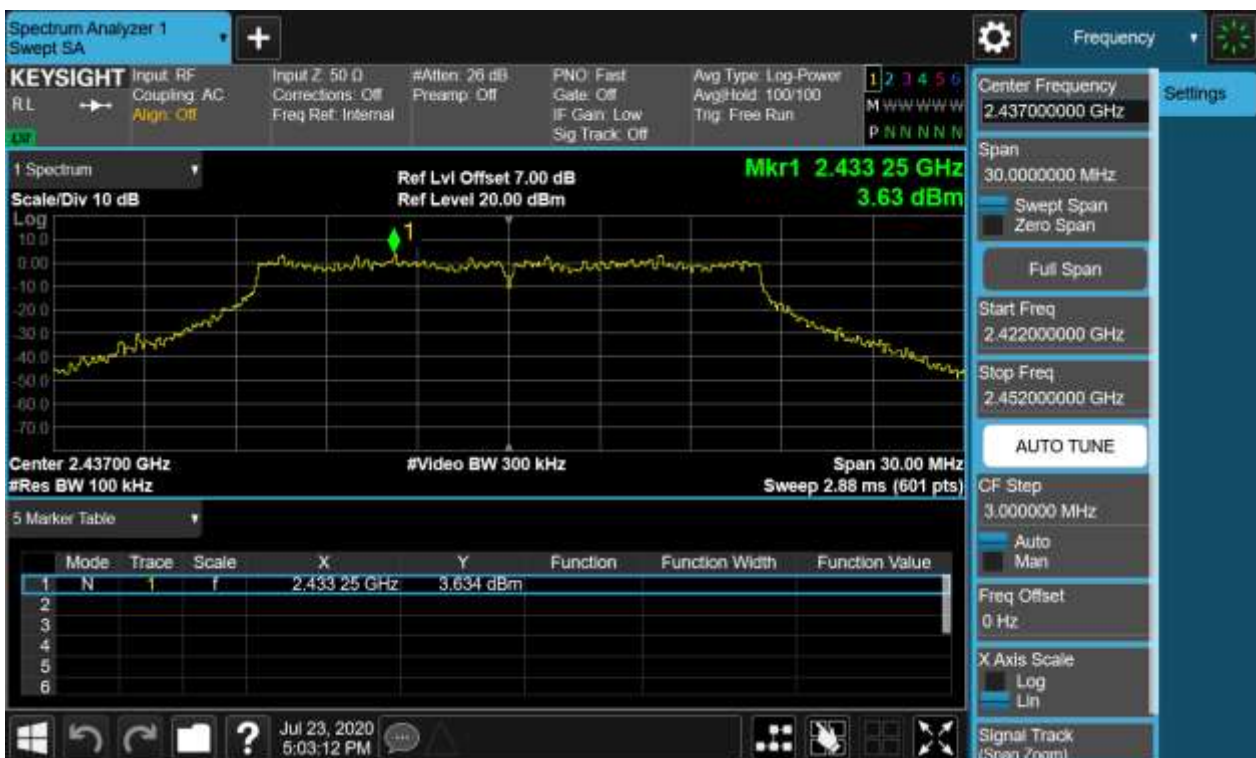 Spectrum Analyzer 1
Swept SA
+
Frequency
KEYSIGHT
RL
Input: RF
Coupling: AC
Align: Off
Input Z: 50 Ω
Corrections: Off
Freq Ref: Internal
#Atten: 26 dB
Preamp: Off
PNO: Fast
Gate: Off
IF Gain: Low
Sig Track: Off
Avg Type: Log-Power
Avg|Hold: 100/100
Trig: Free Run
1 2 3 4 5 6
M W W W W W
P N N N N N
1 Spectrum
Scale/Div 10 dB
Ref Lvl Offset 7.00 dB
Ref Level 20.00 dBm
Mkr1 2.433 25 GHz
3.63 dBm
Log
10.0
0.00
-10.0
-20.0
-30.0
-40.0
-50.0
-60.0
-70.0
1
Center 2.43700 GHz
#Res BW 100 kHz
#Video BW 300 kHz
Span 30.00 MHz
Sweep 2.88 ms (601 pts)
5 Marker Table
Mode Trace Scale X Y Function Function Width Function Value
1 N 1 f 2.433 25 GHz 3.634 dBm
2
3
4
5
6
?
Jul 23, 2020
5:03:12 PM
Center Frequency
2.437000000 GHz
Span
30.0000000 MHz
Swept Span
Zero Span
Full Span
Start Freq
2.422000000 GHz
Stop Freq
2.452000000 GHz
AUTO TUNE
CF Step
3.000000 MHz
Auto
Man
Freq Offset
0 Hz
X Axis Scale
Log
Lin
Signal Track
(Span Zoom)
Settings